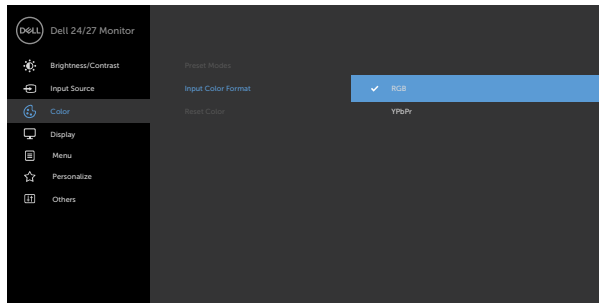 DELL Dell 24/27 Monitor
Brightness/Contrast
Input Source
Color
Display
Menu
Personalize
Others
Preset Modes
Input Color Format
Reset Color
RGB
YPbPr